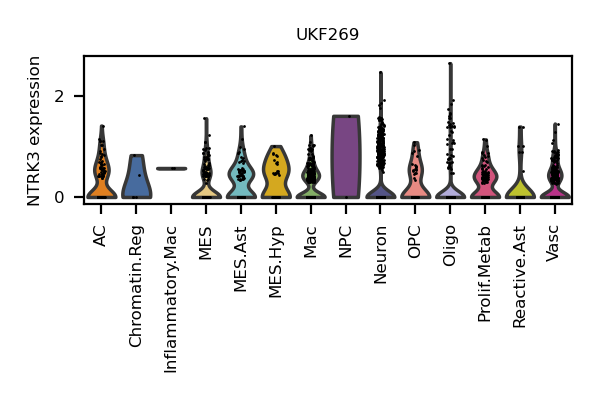 UKF269
NTRK3 expression
2
0
AC
Chromatin.Reg
Inflammatory.Mac
MES
MES.Ast
MES.Hyp
Mac
NPC
Neuron
OPC
Oligo
Prolif.Metab
Reactive.Ast
Vasc